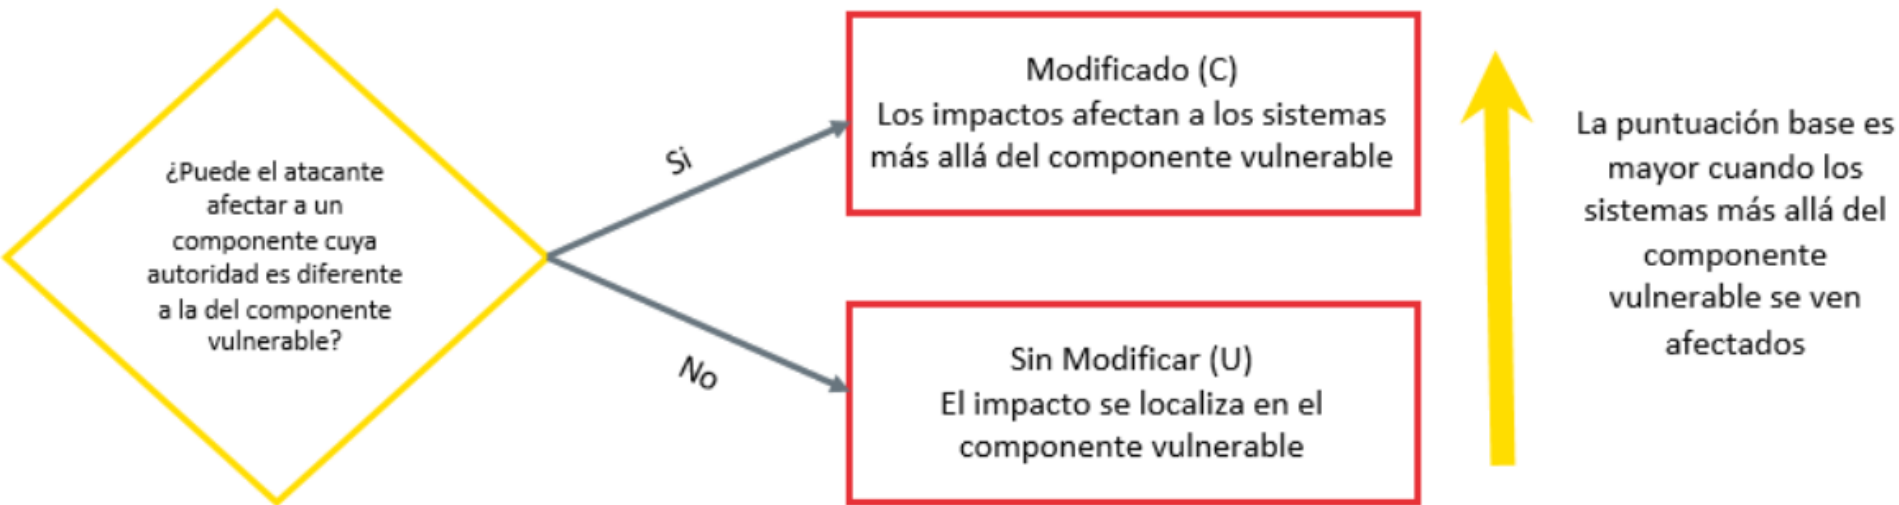 ¿Puede el atacante
afectar a un
componente cuya
autoridad es diferente
a la del componente
vulnerable?
Si
No
Modificado (C)
Los impactos afectan a los sistemas
más allá del componente vulnerable
Sin Modificar (U)
El impacto se localiza en el
componente vulnerable
La puntuación base es
mayor cuando los
sistemas más allá del
componente
vulnerable se ven
afectados